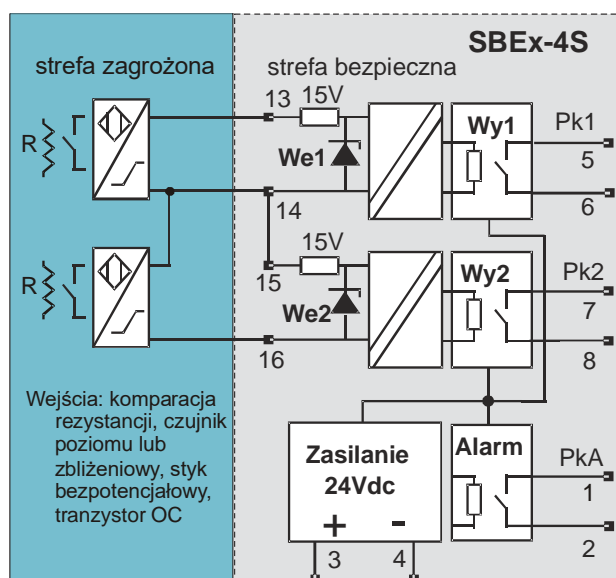 SBEx-4S
strefa zagrożona
strefa bezpieczna
13
15V
R
We1
Wy1
Pk1
5
6
14
15V
15
R
We2
Wy2
Pk2
7
8
16
Wejścia: komparacja
rezystancji, czujnik
poziomu lub
zbliżeniowy, styk
bezpotencjałowy,
tranzystor OC
Zasilanie
24Vdc
+ -
3 4
Alarm
PkA
1
2